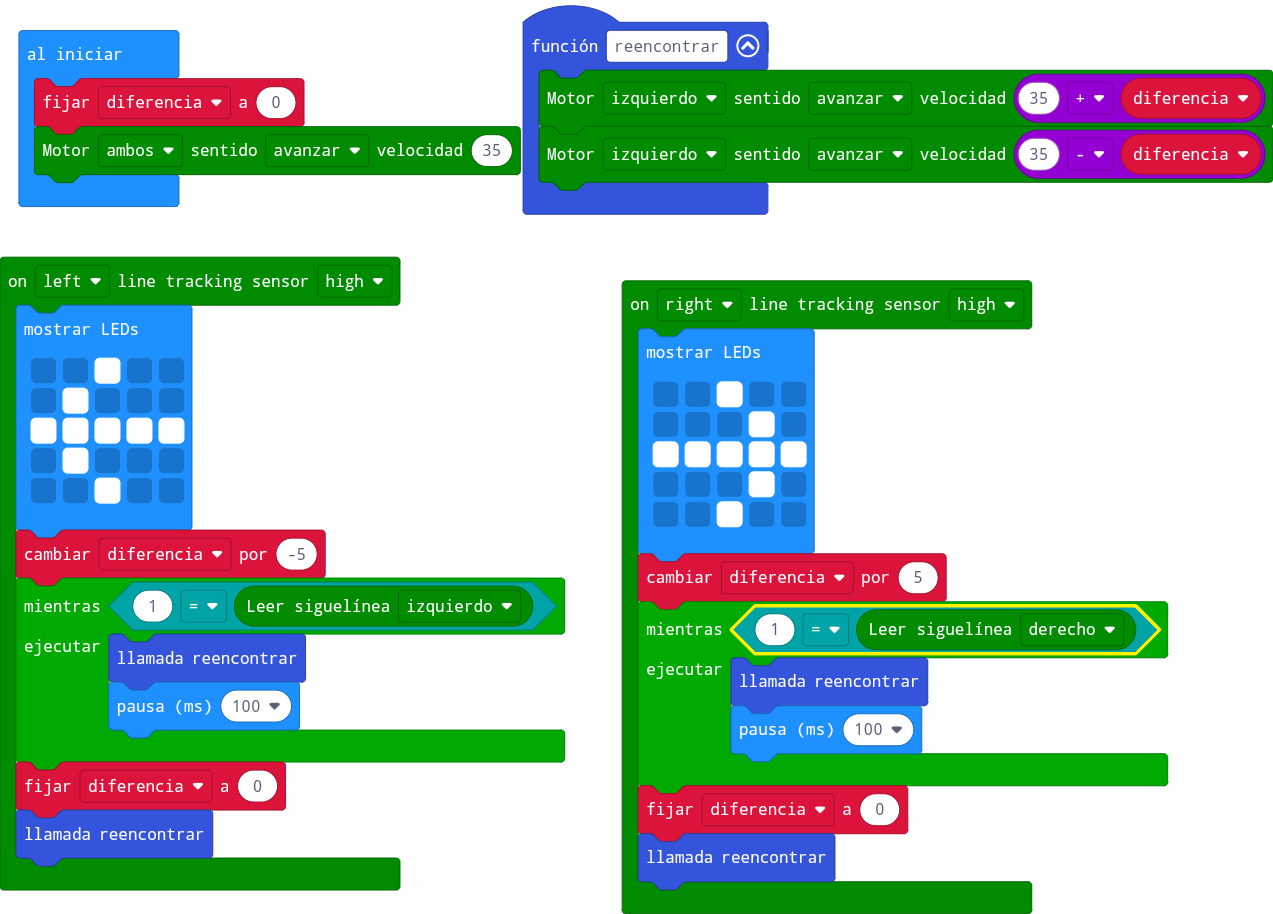 al iniciar
fijar diferencia a 0
Motor ambos sentido avanzar velocidad 35
función reencontrar
Motor izquierdo sentido avanzar velocidad 35 + diferencia
Motor izquierdo sentido avanzar velocidad 35 - diferencia
on left line tracking sensor high
mostrar LEDs
cambiar diferencia por -5
mientras 1 = Leer siguelínea izquierdo
ejecutar
llamada reencontrar
pausa (ms) 100
fijar diferencia a 0
llamada reencontrar
on right line tracking sensor high
mostrar LEDs
cambiar diferencia por 5
mientras 1 = Leer siguelínea derecho
ejecutar
llamada reencontrar
pausa (ms) 100
fijar diferencia a 0
llamada reencontrar